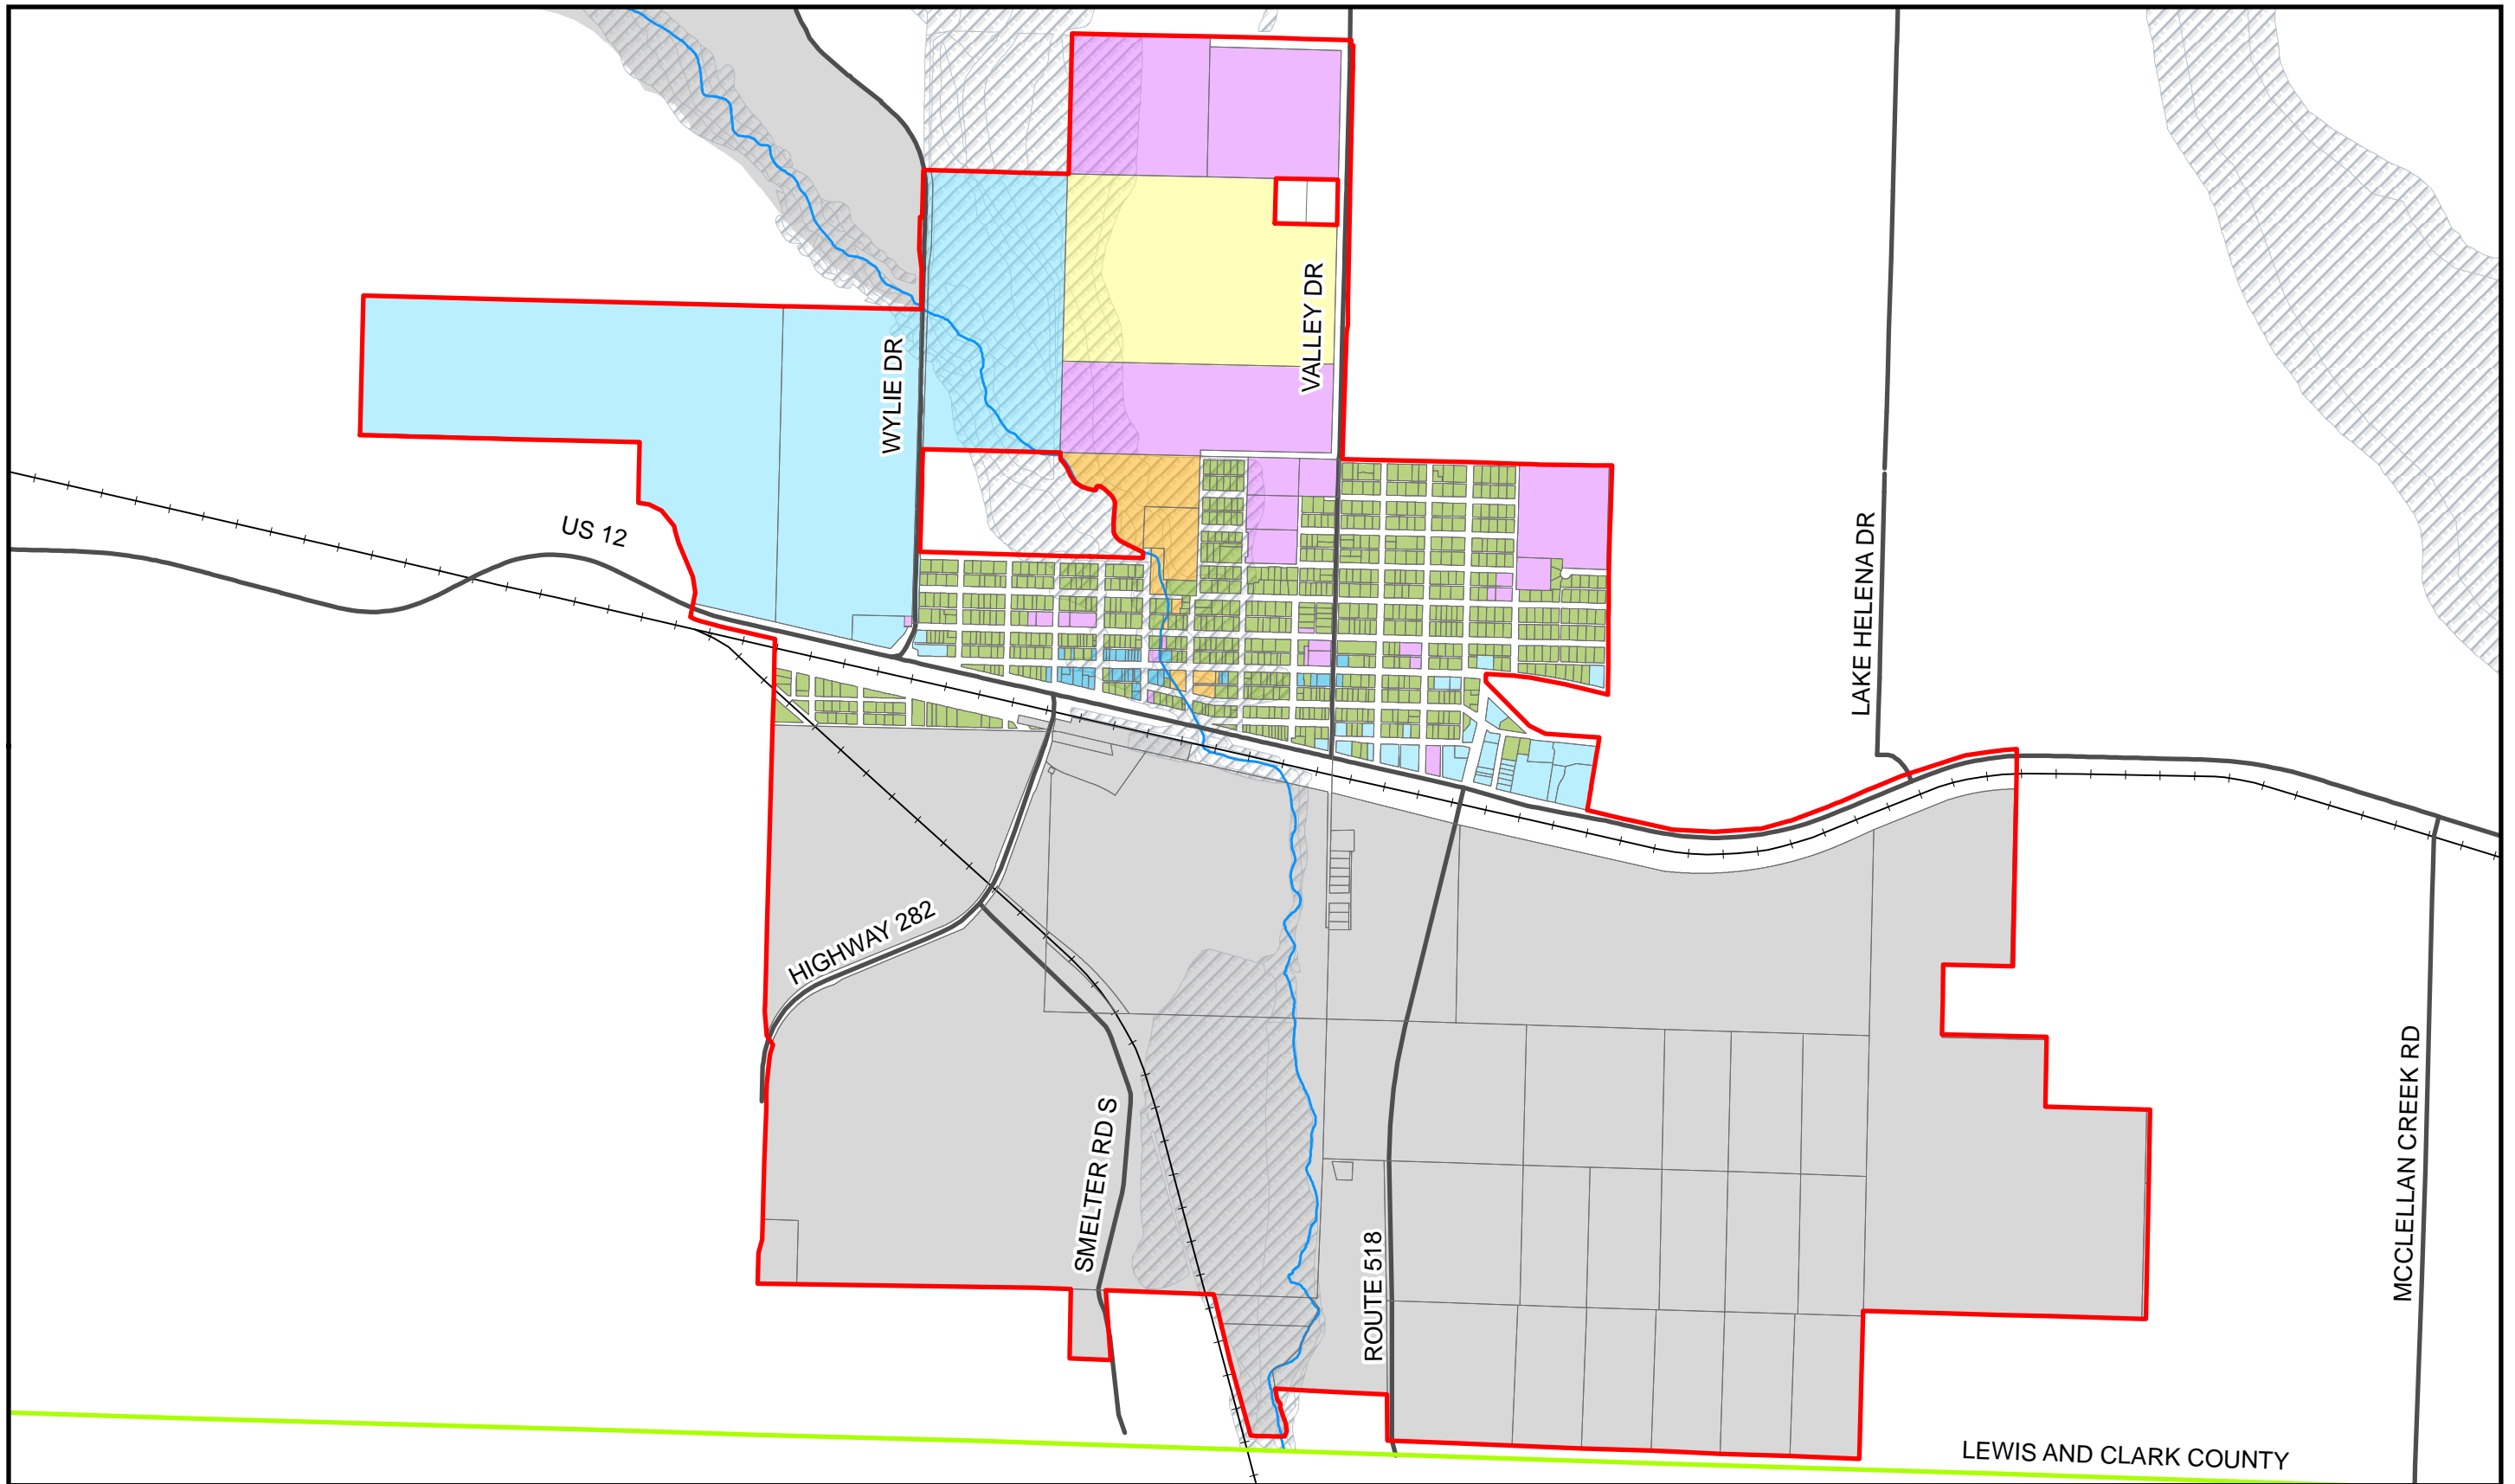 VALLEY DR
WYLIE DR
US 12
LAKE HELENA DR
HIGHWAY 282
SMELTER RD S
ROUTE 518
MCCLELLAN CREEK RD
LEWIS AND CLARK COUNTY